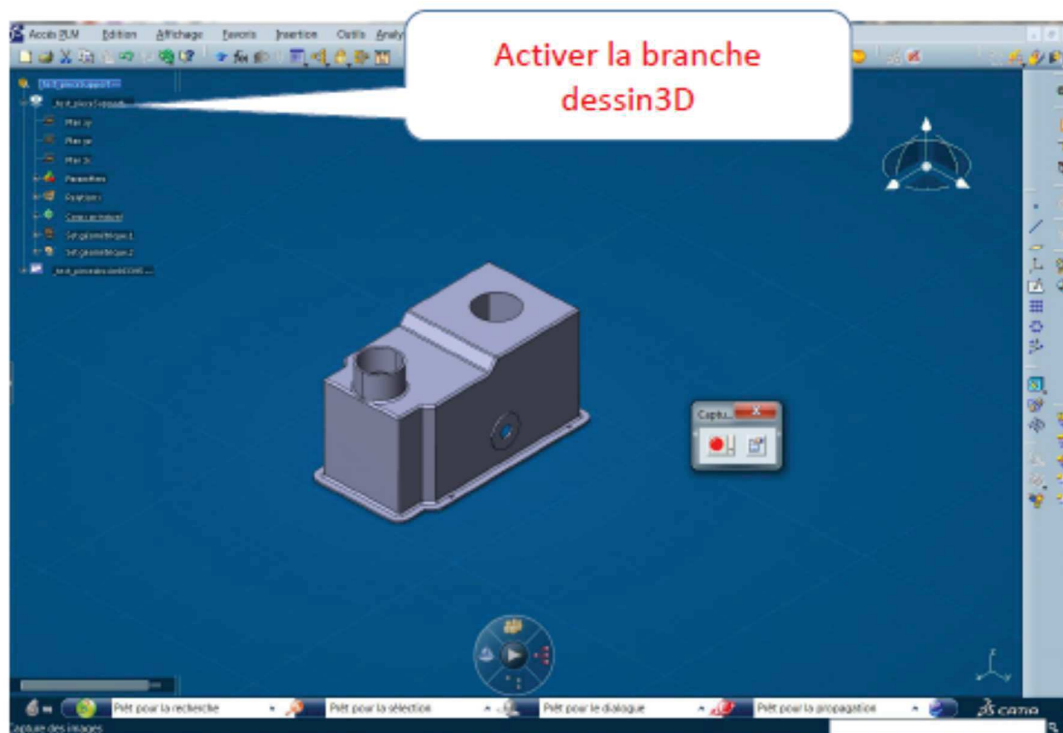 Accès PLM Edition Affichage Favoris Insertion Outils Analy
Activer la branche
dessin3D
Plan xy
Plan yz
Plan zx
Paramètres
Relations
Corps principal
Set géométrique.1
Set géométrique.2
Captu...
Prêt pour la recherche
Prêt pour la sélection
Prêt pour le dialogue
Prêt pour la propagation
CATIA
Capture des images